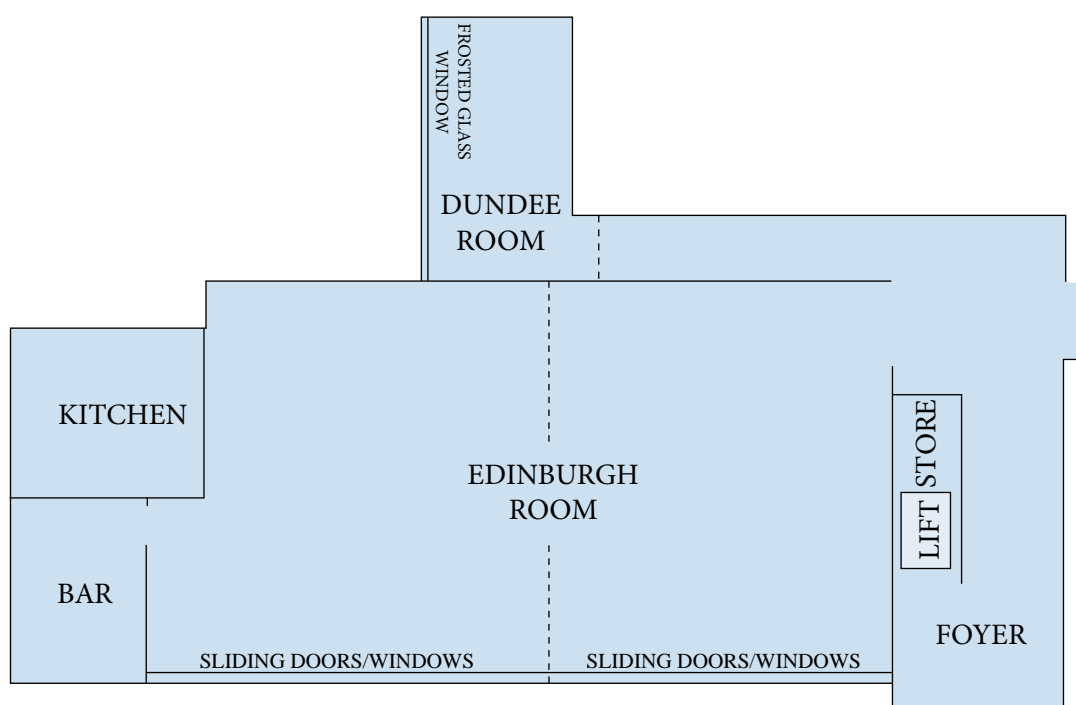 FROSTED GLASS
WINDOW
DUNDEE
ROOM
KITCHEN
EDINBURGH
ROOM
STORE
LIFT
BAR
FOYER
SLIDING DOORS/WINDOWS
SLIDING DOORS/WINDOWS